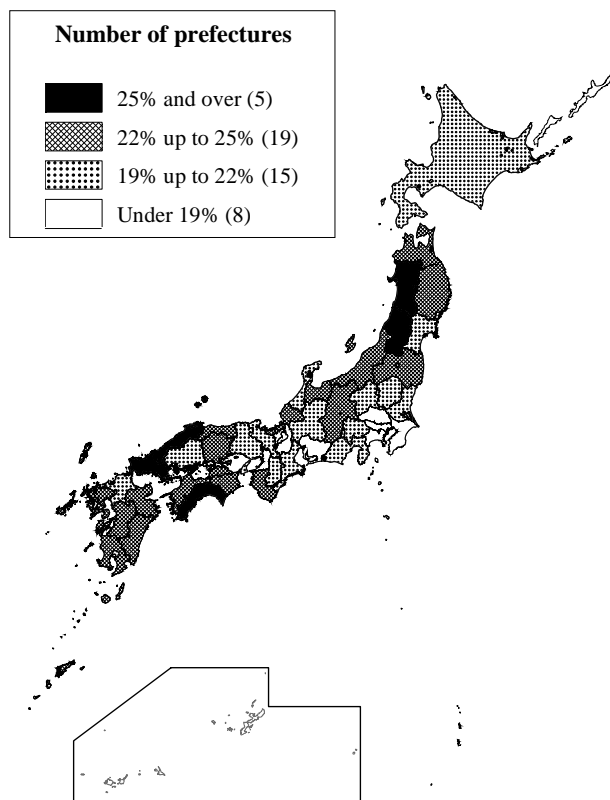 Number of prefectures
25% and over (5)
22% up to 25% (19)
19% up to 22% (15)
Under 19% (8)